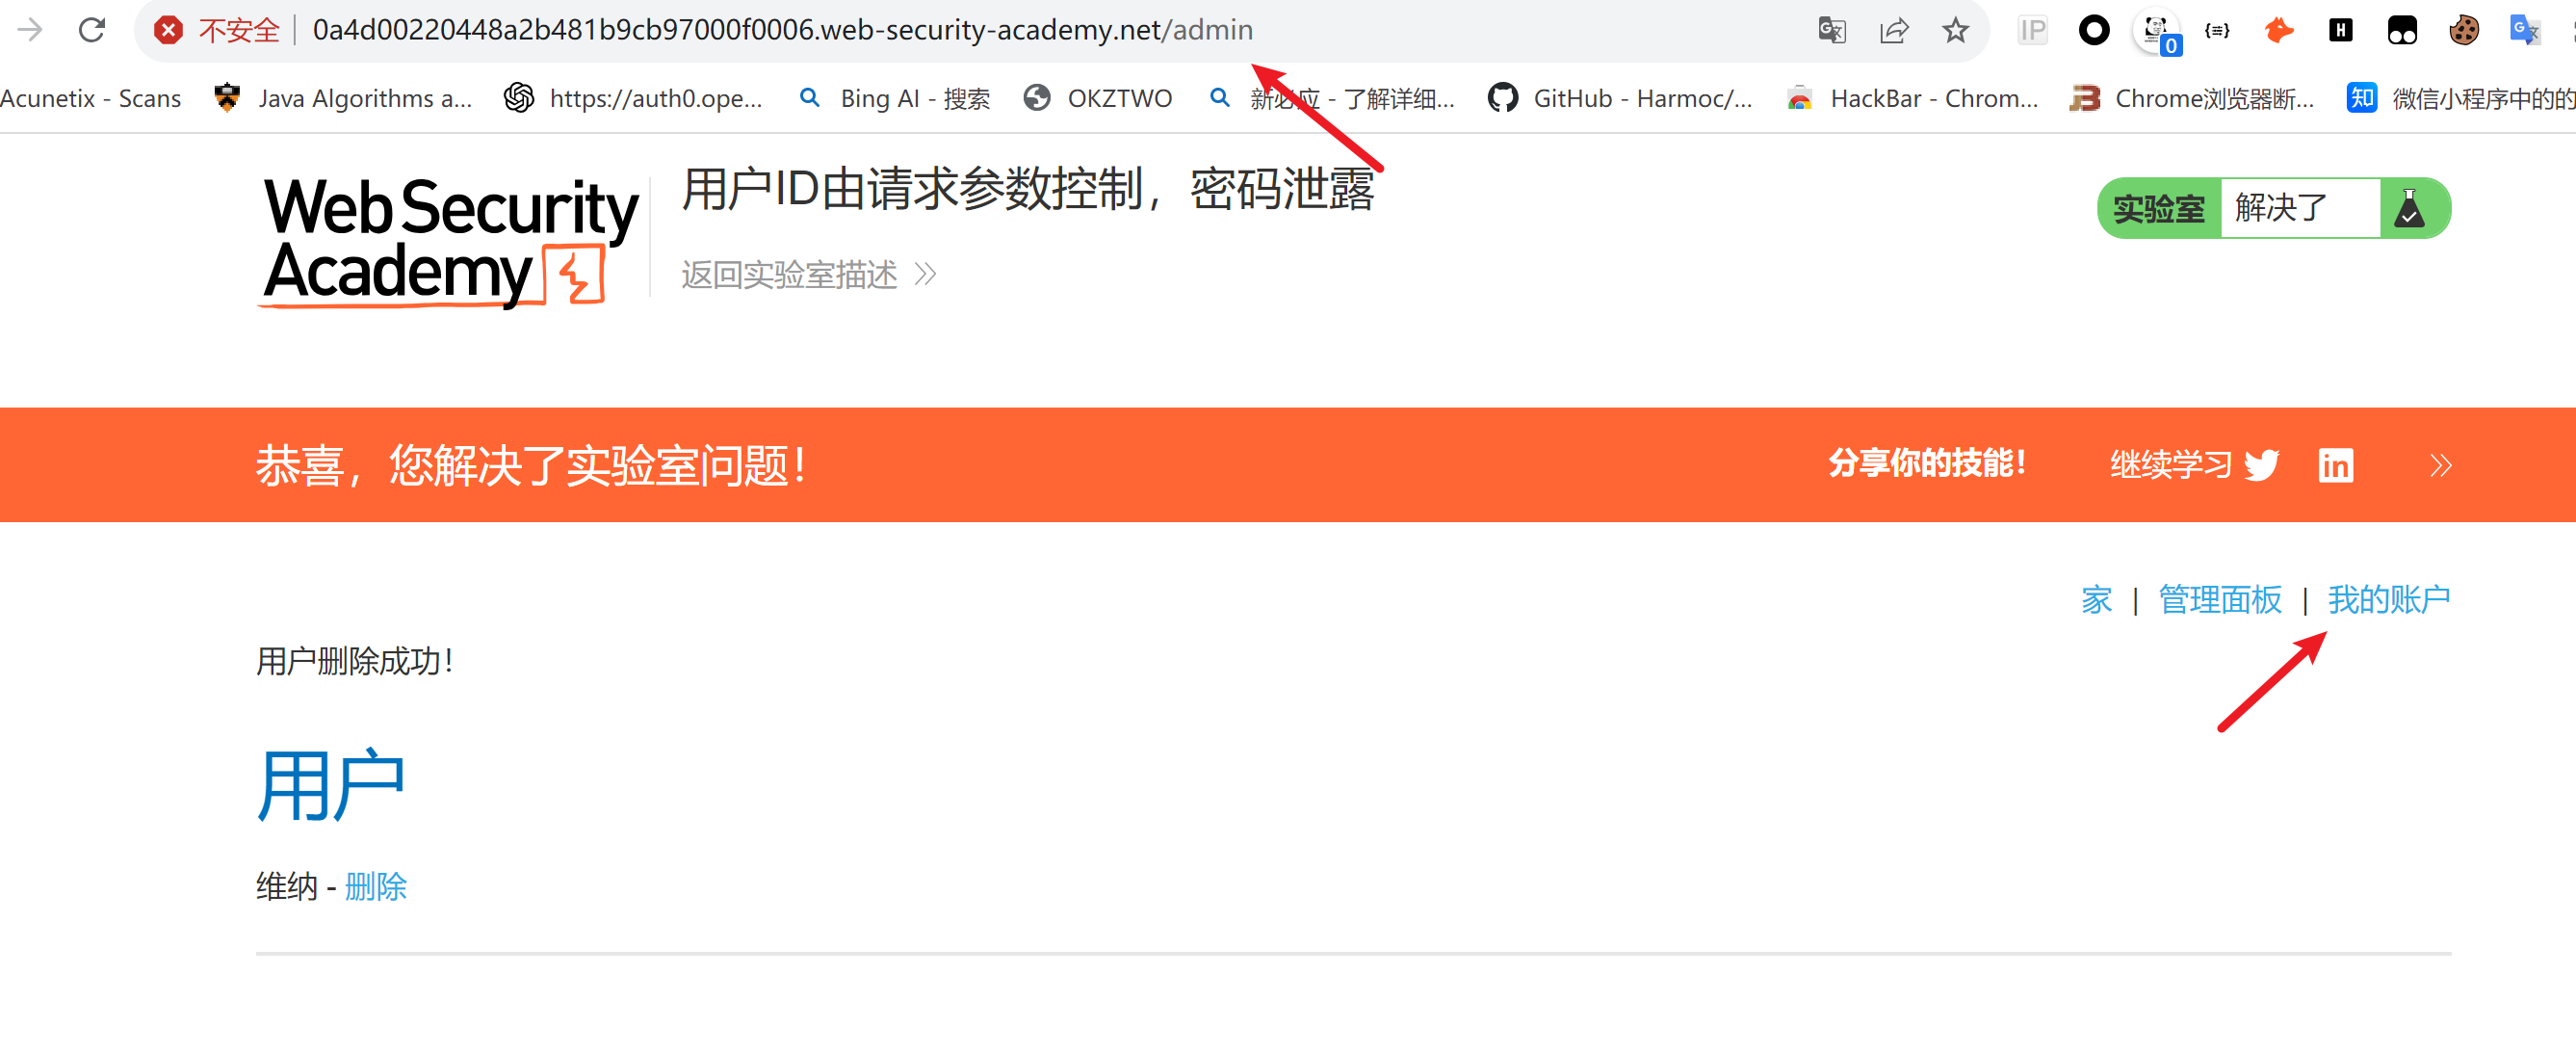 不安全 0a4d00220448a2b481b9cb97000f0006.web-security-academy.net/admin IP 0 H
Acunetix - Scans Java Algorithms a... https://auth0.ope... Bing AI - 搜索 OKZTWO 新必应 - 了解详细... GitHub - Harmoc/... HackBar - Chrom... Chrome浏览器断... 知 微信小程序中的的
Web Security
Academy
用户ID由请求参数控制，密码泄露
返回实验室描述
实验室 解决了
恭喜，您解决了实验室问题！ 分享你的技能！ 继续学习 in
家 | 管理面板 | 我的账户
用户删除成功！
用户
维纳 - 删除